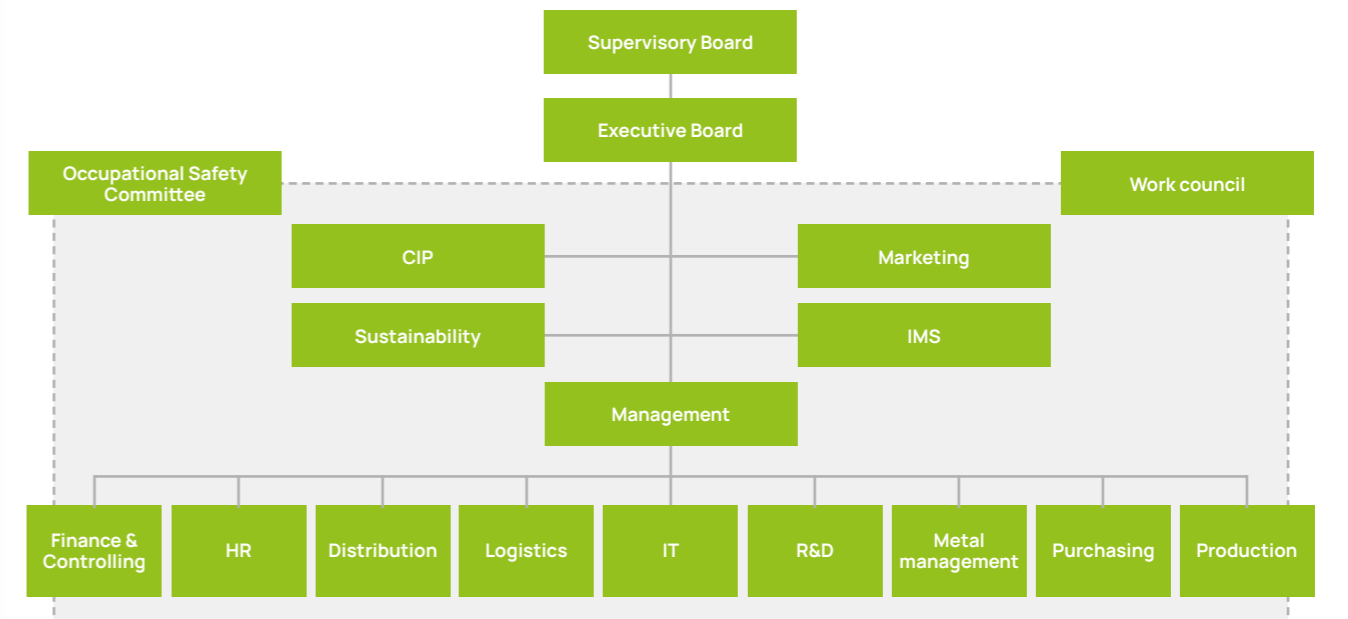 Supervisory Board
Executive Board
Occupational Safety
Committee
Work council
CIP
Marketing
Sustainability
IMS
Management
Finance &
Controlling
HR
Distribution
Logistics
IT
R&D
Metal
management
Purchasing
Production